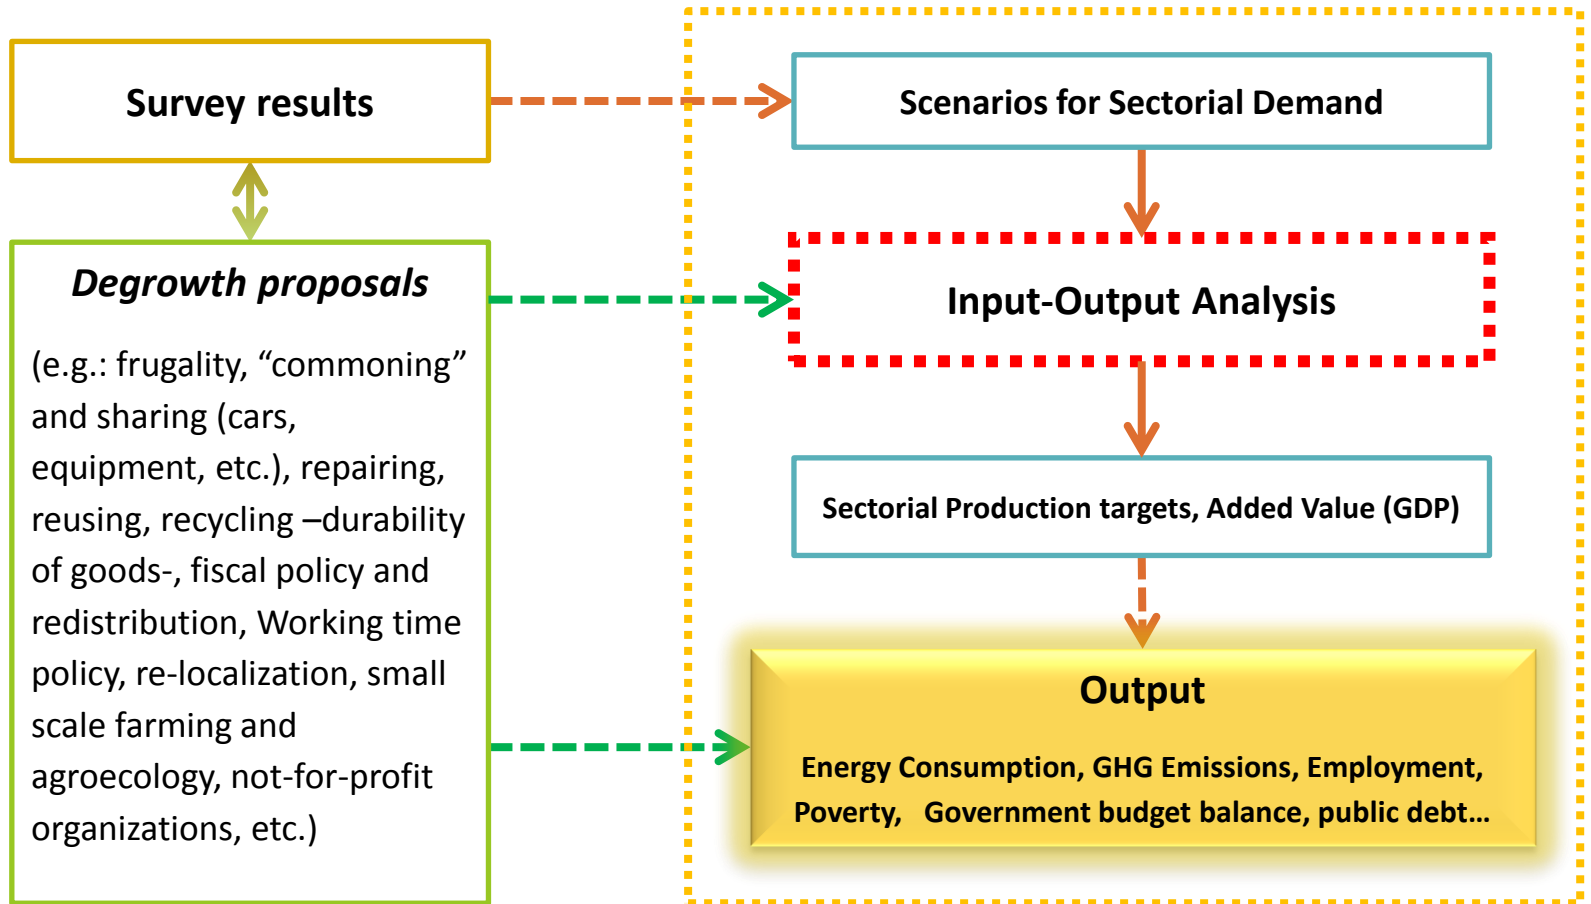 Survey results
Degrowth proposals
(e.g.: frugality, “commoning”
and sharing (cars,
equipment, etc.), repairing,
reusing, recycling –durability
of goods-, fiscal policy and
redistribution, Working time
policy, re-localization, small
scale farming and
agroecology, not-for-profit
organizations, etc.)
Scenarios for Sectorial Demand
Input-Output Analysis
Sectorial Production targets, Added Value (GDP)
Output
Energy Consumption, GHG Emissions, Employment,
Poverty, Government budget balance, public debt…